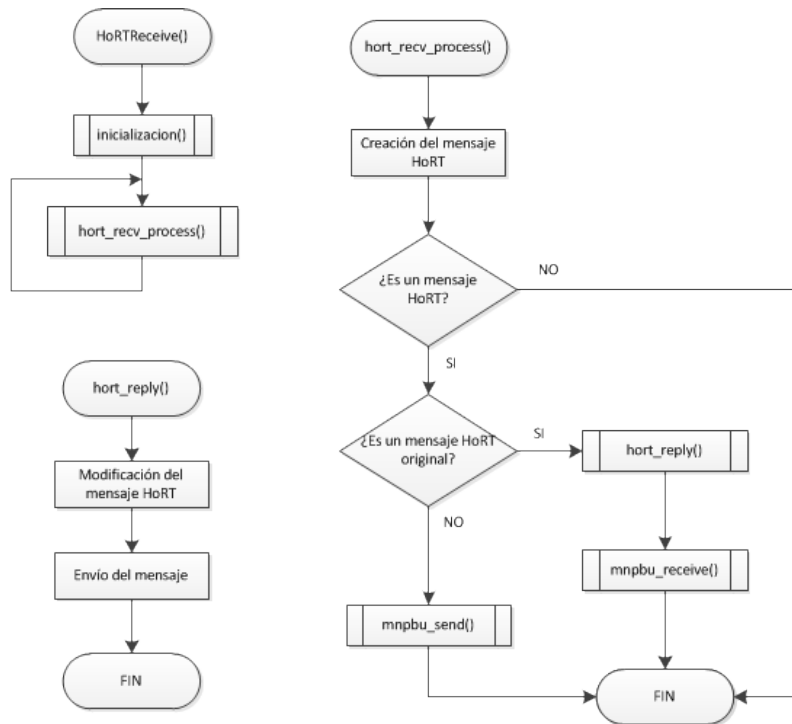 HoRTReceive()
inicializacion()
hort_recv_process()
hort_reply()
Modificación del
mensaje HoRT
Envío del mensaje
FIN
hort_recv_process()
Creación del mensaje
HoRT
¿Es un mensaje
HoRT?
NO
SI
¿Es un mensaje HoRT
original?
SI
NO
hort_reply()
mnpbu_receive()
mnpbu_send()
FIN